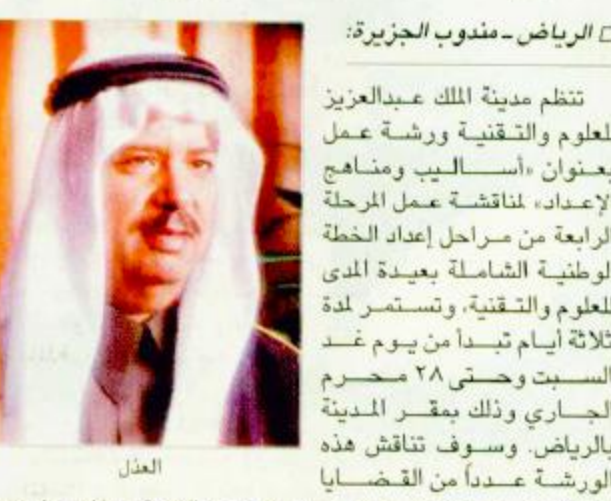 □ الرياض ـ مندوب الجزيرة:
تنظم مدينة الملك عبدالعزيز
للعلوم والتقنية ورشة عمل
بعنوان «أساليب ومناهج
الإعداد» لمناقشة عمل المرحلة
الرابعة من مراحل إعداد الخطة
الوطنية الشاملة بعيدة المدى
للعلوم والتقنية، وتستمر لمدة
ثلاثة أيام تبدأ من يوم غد
السبت وحتى ٢٨ محرم
الجاري وذلك بمقر المدينة
بالرياض. وسوف تناقش هذه
الورشة عدداً من القضايا
العذل